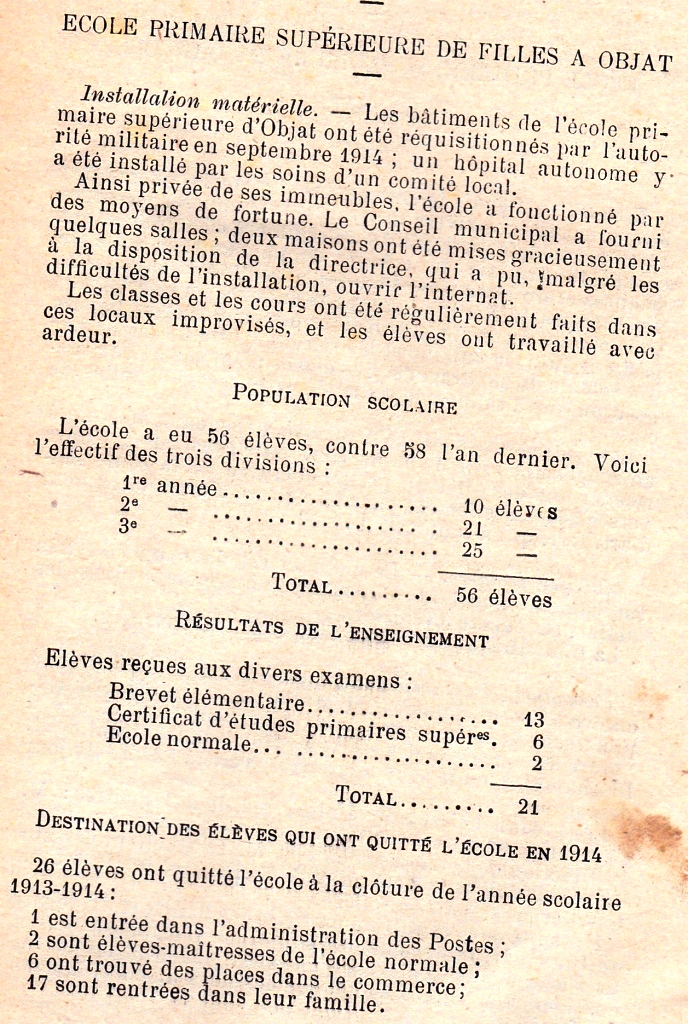 ECOLE PRIMAIRE SUPÉRIEURE DE FILLES A OBJAT
Installation matérielle. — Les bâtiments de l'école pri-
maire supérieure d'Objat ont été réquisitionnés par l'auto-
rité militaire en septembre 1914 ; un hôpital autonome y
a été installé par les soins d'un comité local.
Ainsi privée de ses immeubles, l'école a fonctionné par
des moyens de fortune. Le Conseil municipal a fourni
quelques salles ; deux maisons ont été mises gracieusement
à la disposition de la directrice, qui a pu, malgré les
difficultés de l'installation, ouvrir l'internat.
Les classes et les cours ont été régulièrement faits dans
ces locaux improvisés, et les élèves ont travaillé avec
ardeur.
POPULATION SCOLAIRE
L'école a eu 56 élèves, contre 58 l'an dernier. Voici
l'effectif des trois divisions :
1re année.................... 10 élèves
2e — .................... 21 —
3e — .................... 25 —
TOTAL......... 56 élèves
RÉSULTATS DE L'ENSEIGNEMENT
Elèves reçues aux divers examens :
Brevet élémentaire................. 13
Certificat d'études primaires supéres. 6
Ecole normale... .................. 2
TOTAL......... 21
DESTINATION DES ÉLÈVES QUI ONT QUITTÉ L'ÉCOLE EN 1914
26 élèves ont quitté l'école à la clôture de l'année scolaire
1913-1914 :
1 est entrée dans l'administration des Postes ;
2 sont élèves-maîtresses de l'école normale ;
6 ont trouvé des places dans le commerce ;
17 sont rentrées dans leur famille.